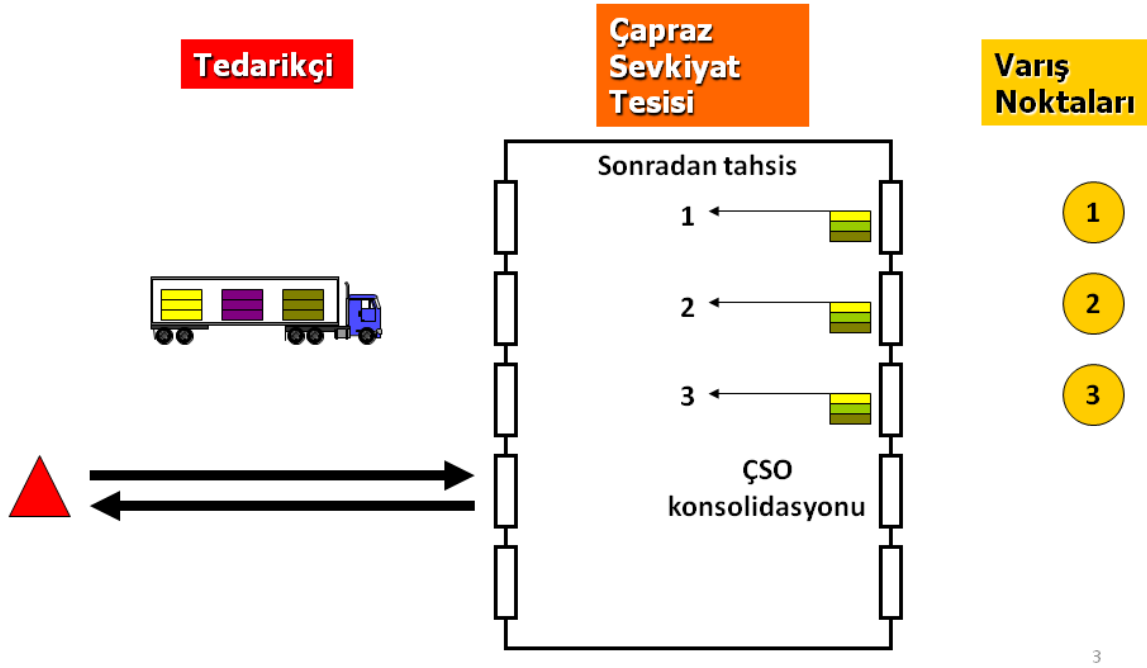 Tedarikçi
Çapraz
Sevkiyat
Tesisi
Varış
Noktaları
Sonradan tahsis
1
2
3
ÇSO
konsolidasyonu
1
2
3
3